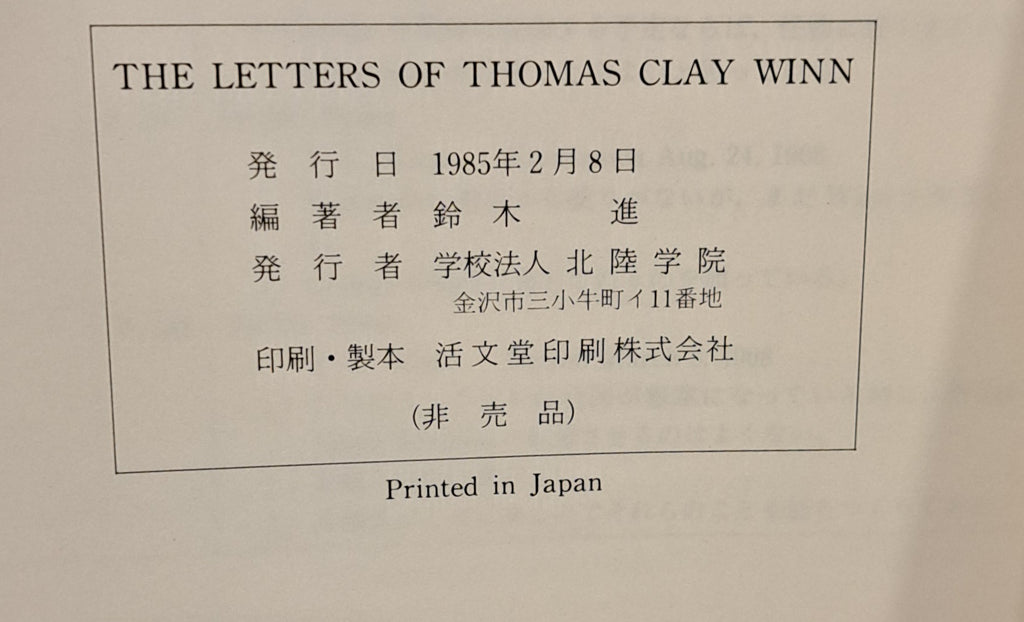 THE LETTERS OF THOMAS CLAY WINN
発 行 日 1985年2月8日
編 著 者 鈴 木 進
発 行 者 学校法人 北 陸 学 院
金沢市三小牛町イ11番地
印刷・製本 活文堂印刷株式会社
(非 売 品)
Printed in Japan